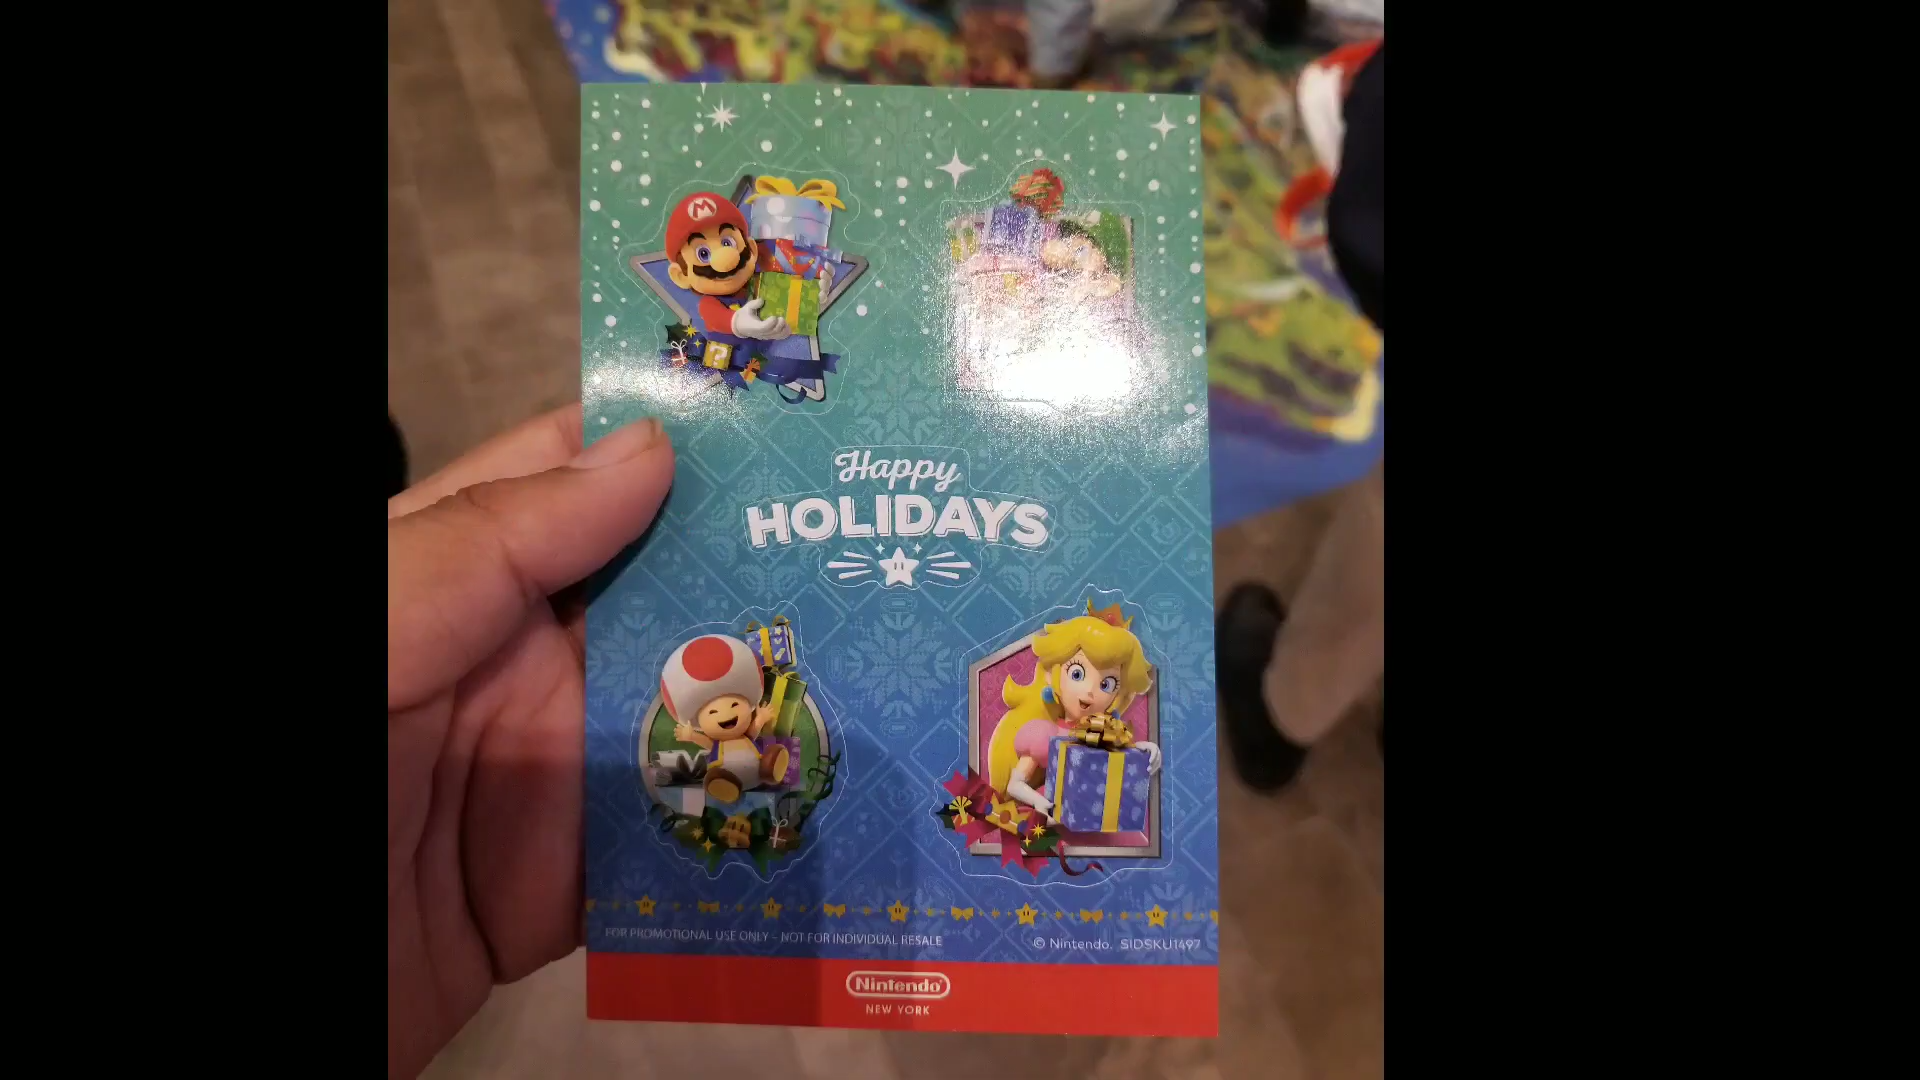 M
?
Happy
HOLIDAYS
FOR PROMOTIONAL USE ONLY – NOT FOR INDIVIDUAL RESALE
© Nintendo. SIDSKU1497
Nintendo
NEW YORK